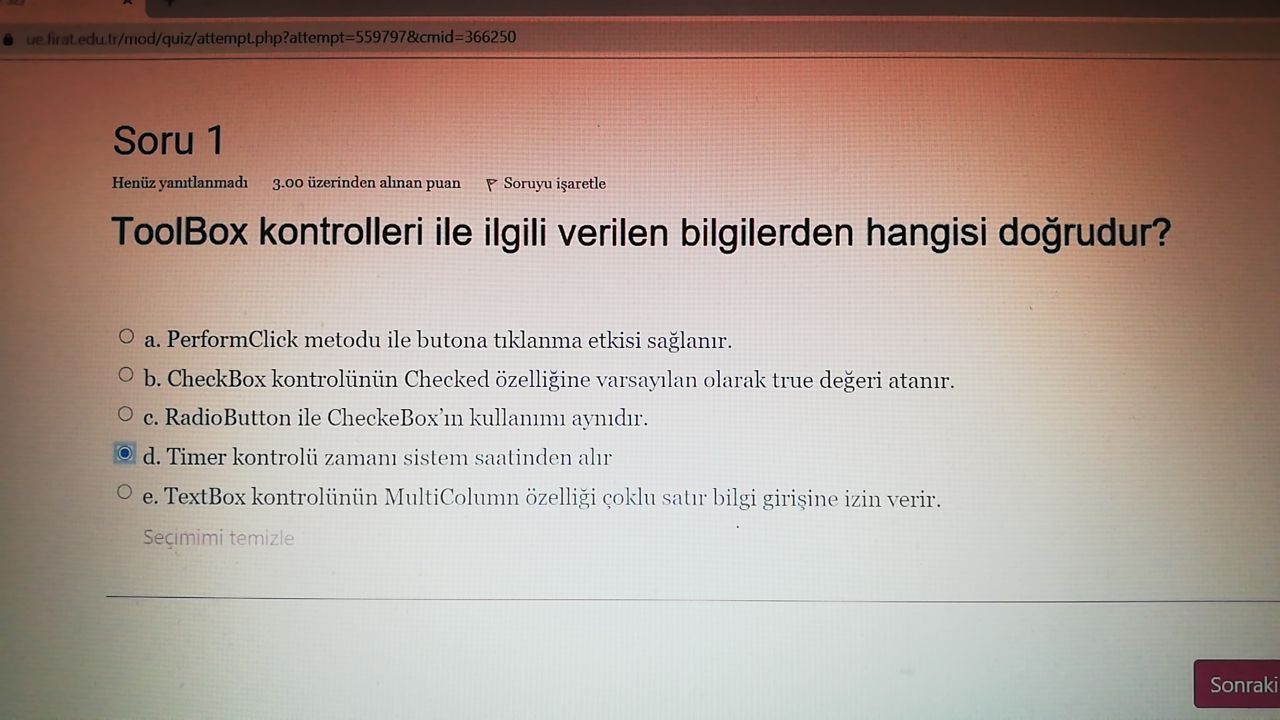 ue.firat.edu.tr/mod/quiz/attempt.php?attempt=559797&cmid=366250
Soru 1
Henüz yanıtlanmadı 3.00 üzerinden alınan puan Soruyu işaretle
ToolBox kontrolleri ile ilgili verilen bilgilerden hangisi doğrudur?
a. PerformClick metodu ile butona tıklanma etkisi sağlanır.
b. CheckBox kontrolünün Checked özelliğine varsayılan olarak true değeri atanır.
c. RadioButton ile CheckeBox'ın kullanımı aynıdır.
d. Timer kontrolü zamanı sistem saatinden alır
e. TextBox kontrolünün MultiColumn özelliği çoklu satır bilgi girişine izin verir.
Seçimimi temizle
Sonraki